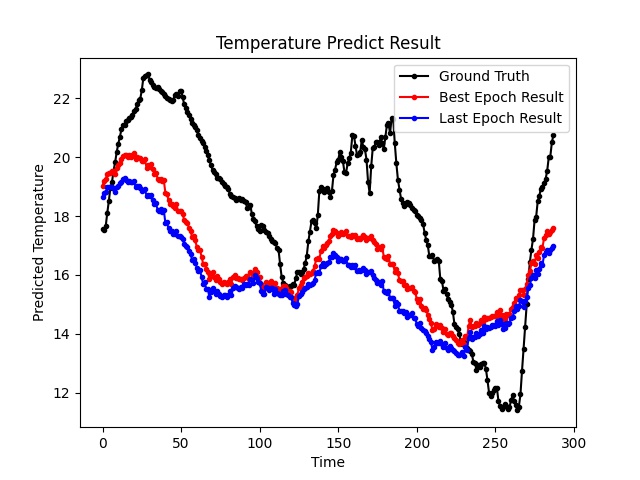 Temperature Predict Result
Ground Truth
Best Epoch Result
Last Epoch Result
Predicted Temperature
22
20
18
16
14
12
0 50 100 150 200 250 300
Time